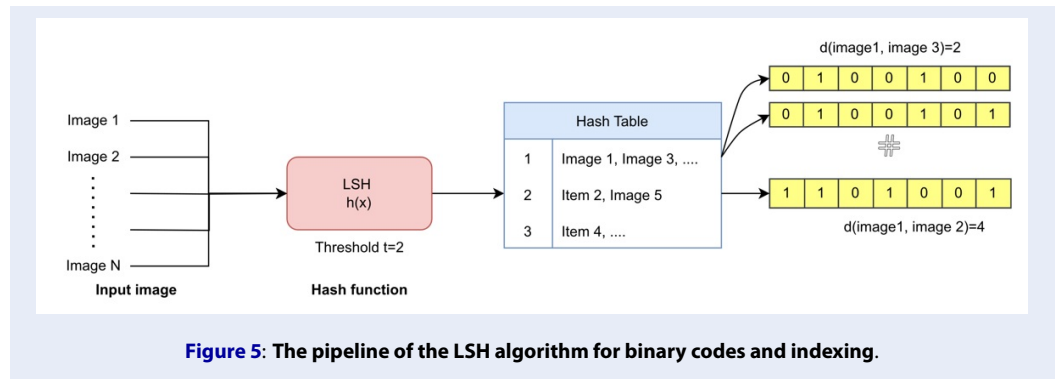 d(image1, image 3)=2
0 1 0 0 1 0 0
Image 1
Hash Table
0 1 0 0 1 0 1
Image 2
1 Image 1, Image 3, ....
LSH
h(x)
2 Item 2, Image 5
1 1 0 1 0 0 1
d(image1, image 2)=4
3 Item 4, ....
Threshold t=2
Image N
Input image
Hash function
Figure 5: The pipeline of the LSH algorithm for binary codes and indexing.